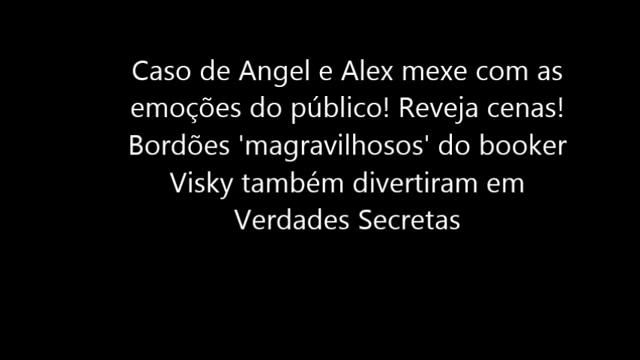 Caso de Angel e Alex mexe com as
emoções do público! Reveja cenas!
Bordões 'magravilhosos' do booker
Visky também divertiram em
Verdades Secretas